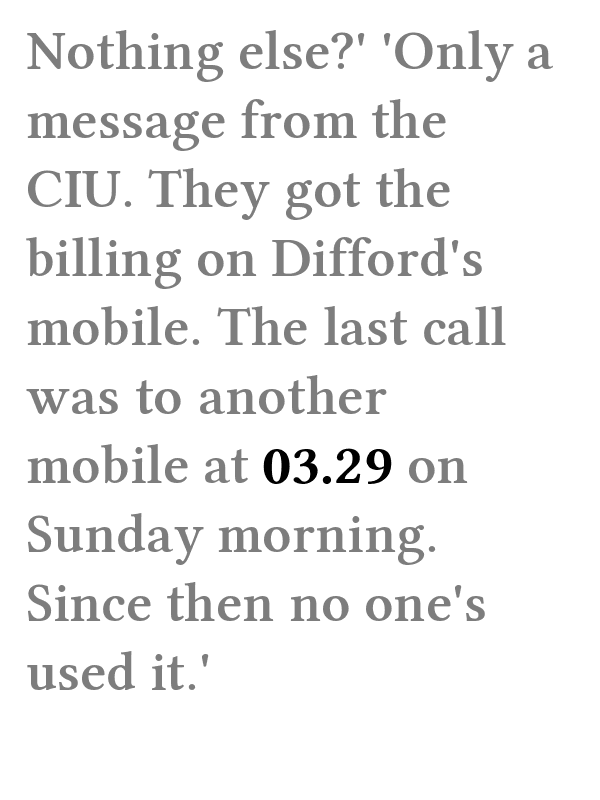 Nothing else?' 'Only a
message from the
CIU. They got the
billing on Difford's
mobile. The last call
was to another
mobile at 03.29 on
Sunday morning.
Since then no one's
used it.'